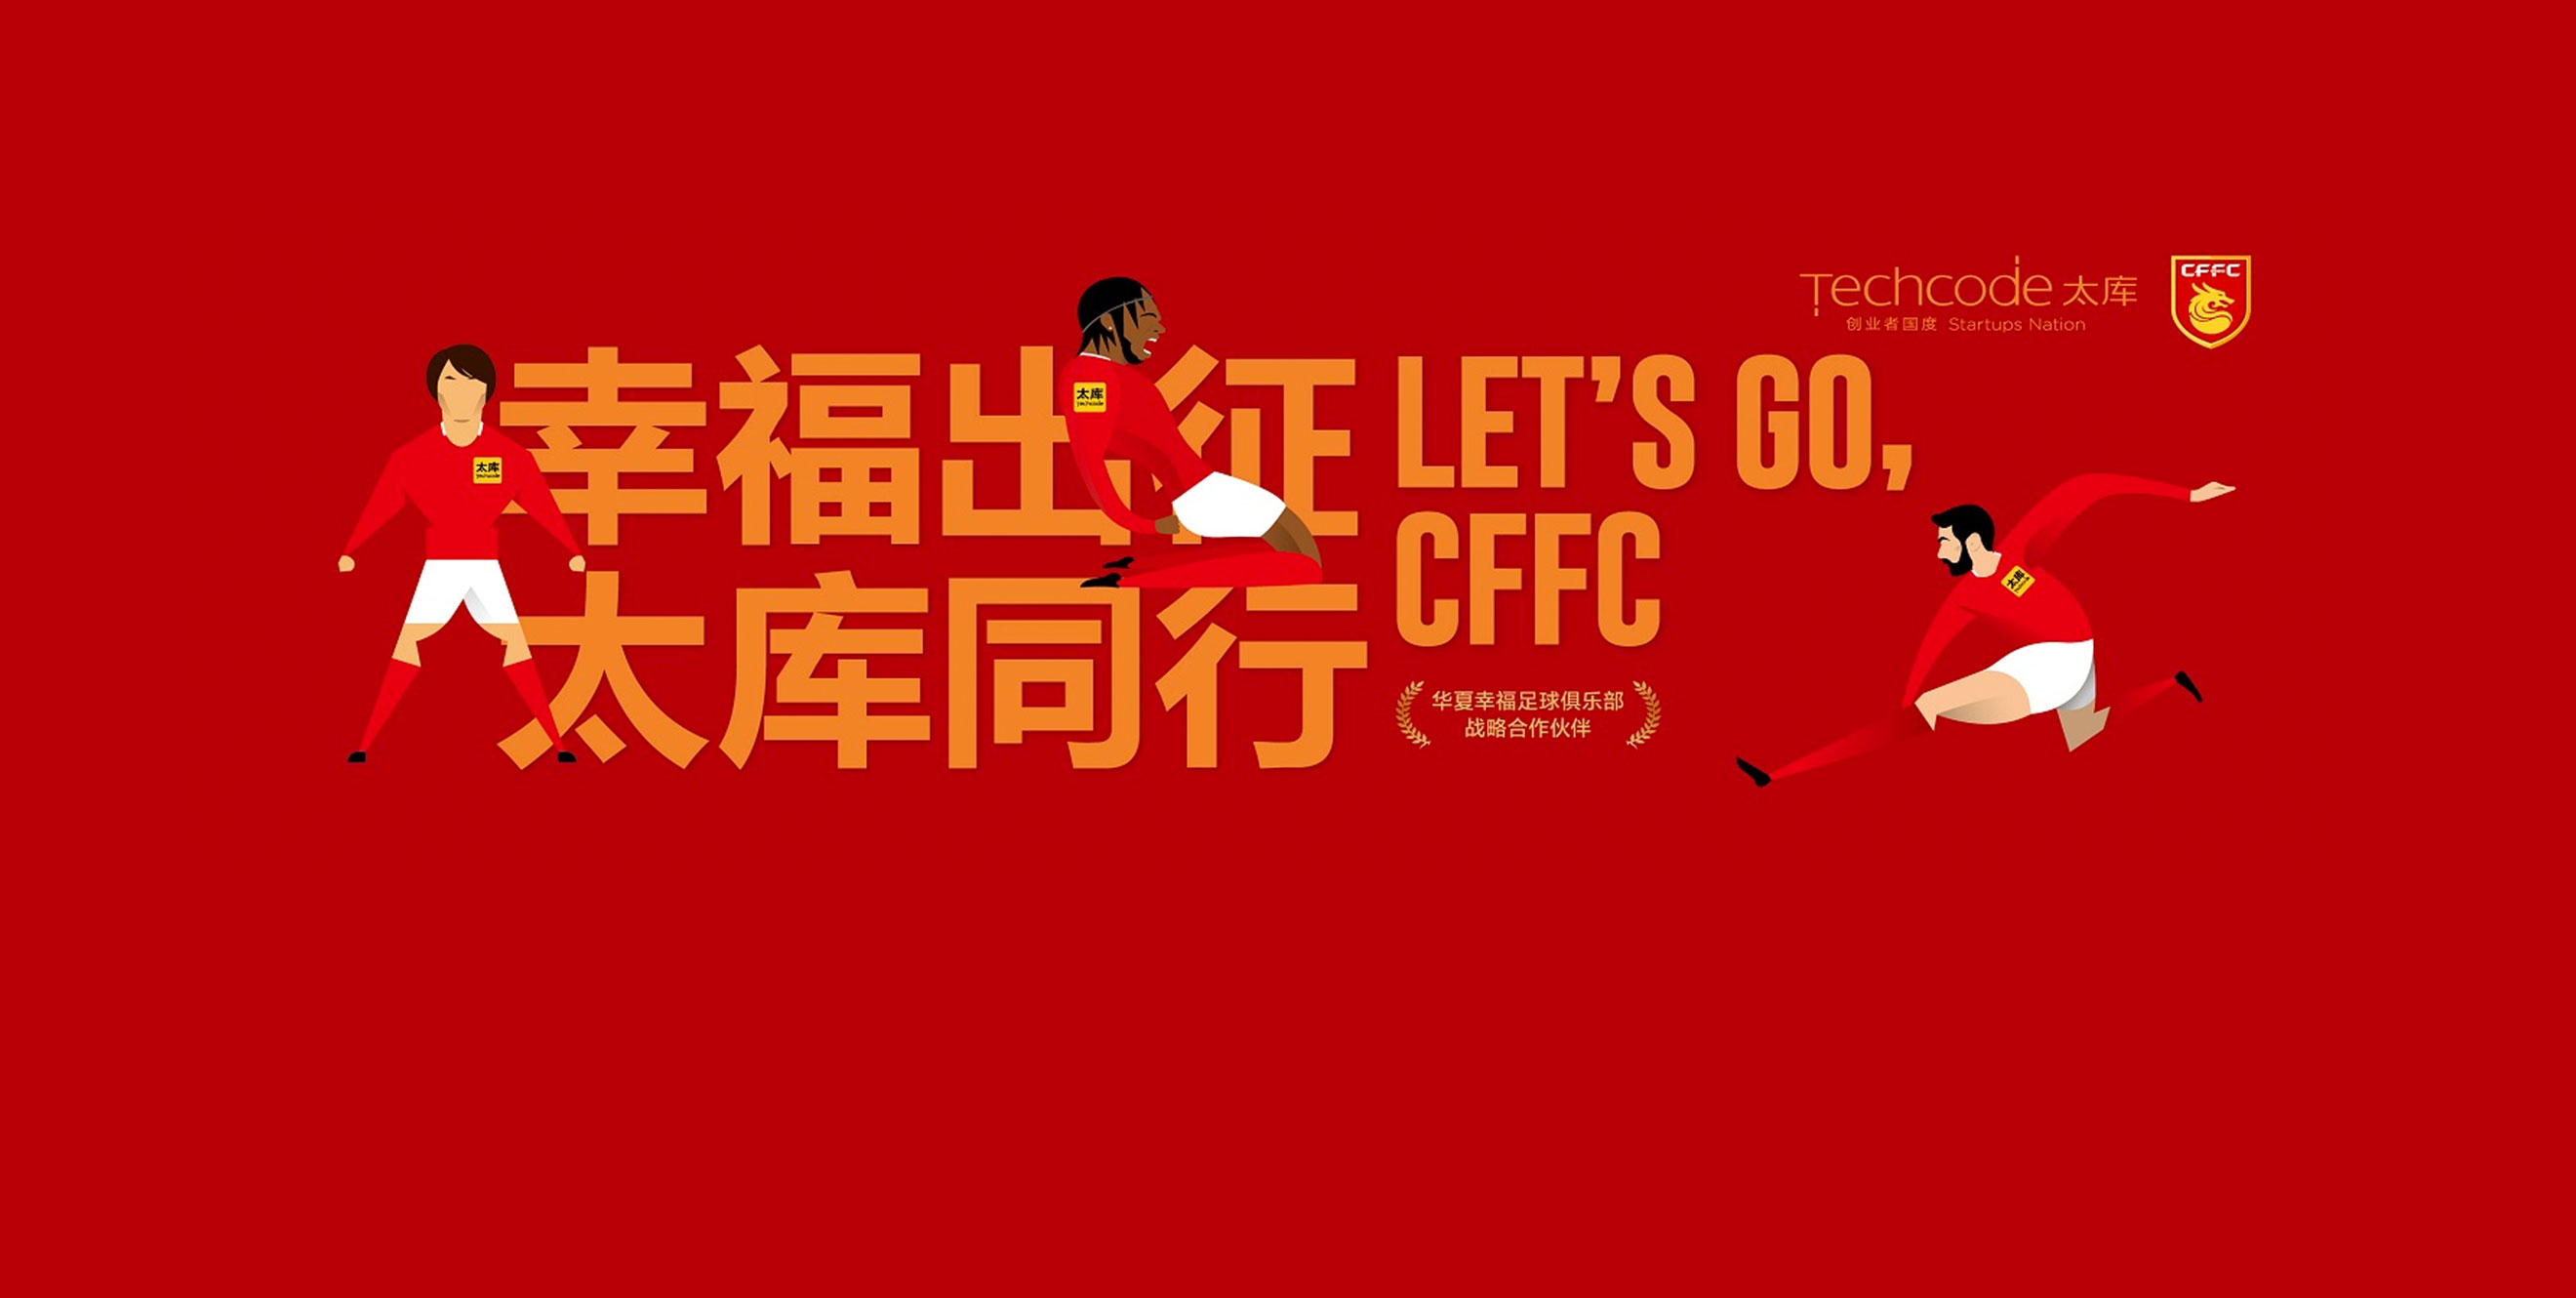 Techcode 太库
创业者国度 Startups Nation
CFFC
幸福出征
太库同行
LET'S GO,
CFFC
华夏幸福足球俱乐部
战略合作伙伴
太库
techcode
太库
techcode
太库
techcode